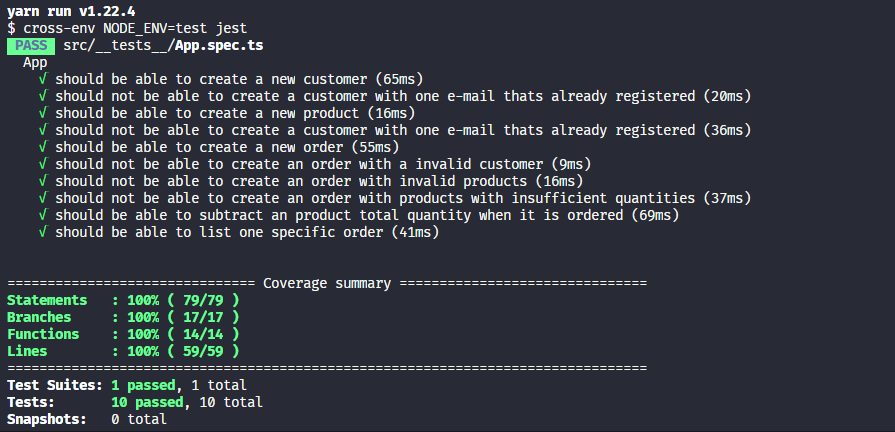 yarn run v1.22.4
$ cross-env NODE_ENV=test jest
PASS src/__tests__/App.spec.ts
App
√ should be able to create a new customer (65ms)
√ should not be able to create a customer with one e-mail thats already registered (20ms)
√ should be able to create a new product (16ms)
√ should not be able to create a customer with one e-mail thats already registered (36ms)
√ should be able to create a new order (55ms)
√ should not be able to create an order with a invalid customer (9ms)
√ should not be able to create an order with invalid products (16ms)
√ should not be able to create an order with products with insufficient quantities (37ms)
√ should be able to subtract an product total quantity when it is ordered (69ms)
√ should be able to list one specific order (41ms)
=============================== Coverage summary ===============================
Statements   : 100% ( 79/79 )
Branches     : 100% ( 17/17 )
Functions    : 100% ( 14/14 )
Lines        : 100% ( 59/59 )
================================================================================
Test Suites: 1 passed, 1 total
Tests:       10 passed, 10 total
Snapshots:   0 total